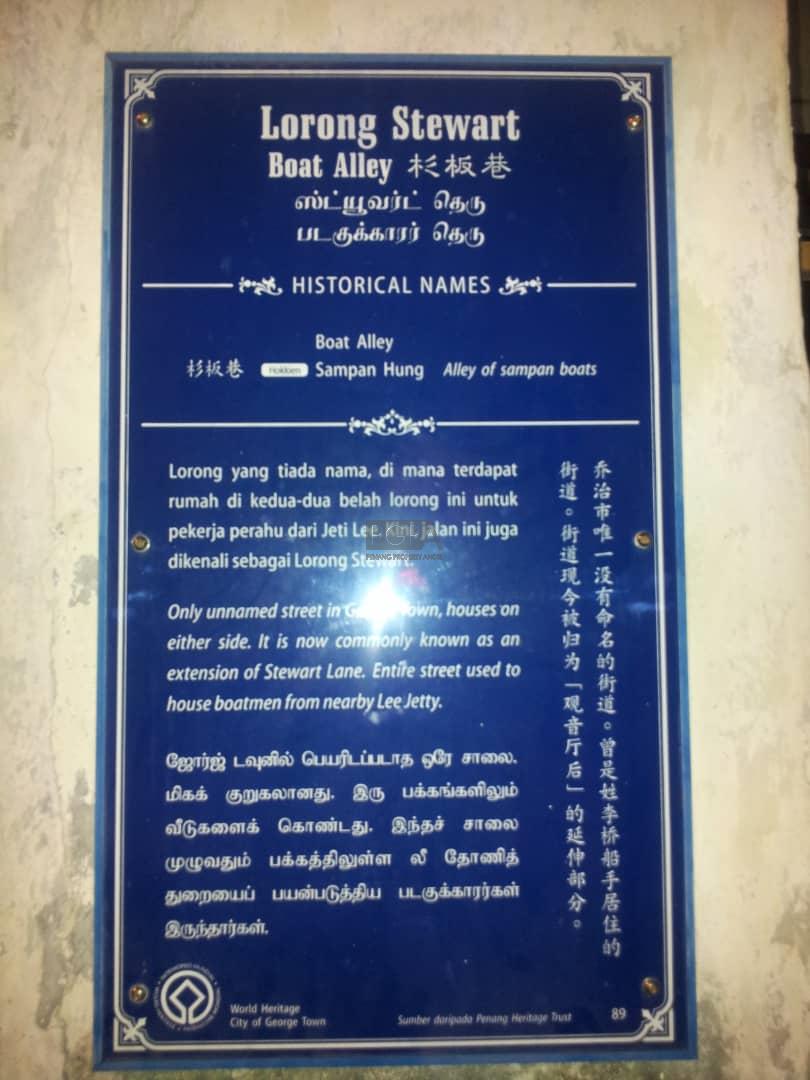 Lorong Stewart
Boat Alley 杉板巷
ஸ்ட்யூவர்ட் தெரு
படகுக்காரர் தெரு
HISTORICAL NAMES
Boat Alley
杉板巷 Hokkien Sampan Hung Alley of sampan boats
Lorong yang tiada nama, di mana terdapat
rumah di kedua-dua belah lorong ini untuk
pekerja perahu dari Jeti Lee. Kini, jalan ini juga
dikenali sebagai Lorong Stewart.
Only unnamed street in Town, houses on
either side. It is now commonly known as an
extension of Stewart Lane. Entire street used to
house boatmen from nearby Lee Jetty.
ஜோர்ஜ் டவுனில் பெயரிடப்படாத ஒரே சாலை.
மிகக் குறுகலானது. இரு பக்கங்களிலும்
வீடுகளைக் கொண்டது. இந்தச் சாலை
முழுவதும் பக்கத்திலுள்ள லீ தோணித்
துறையைப் பயன்படுத்திய படகுக்காரர்கள்
இருந்தார்கள்.
乔治市唯一没有命名的街道。曾是姓李桥船手居住的
街道。街道现今被归为「观音厅后」的延伸部分。
PENANG PROPERTY ANGEL
World Heritage
City of George Town
Sumber daripada Penang Heritage Trust
89